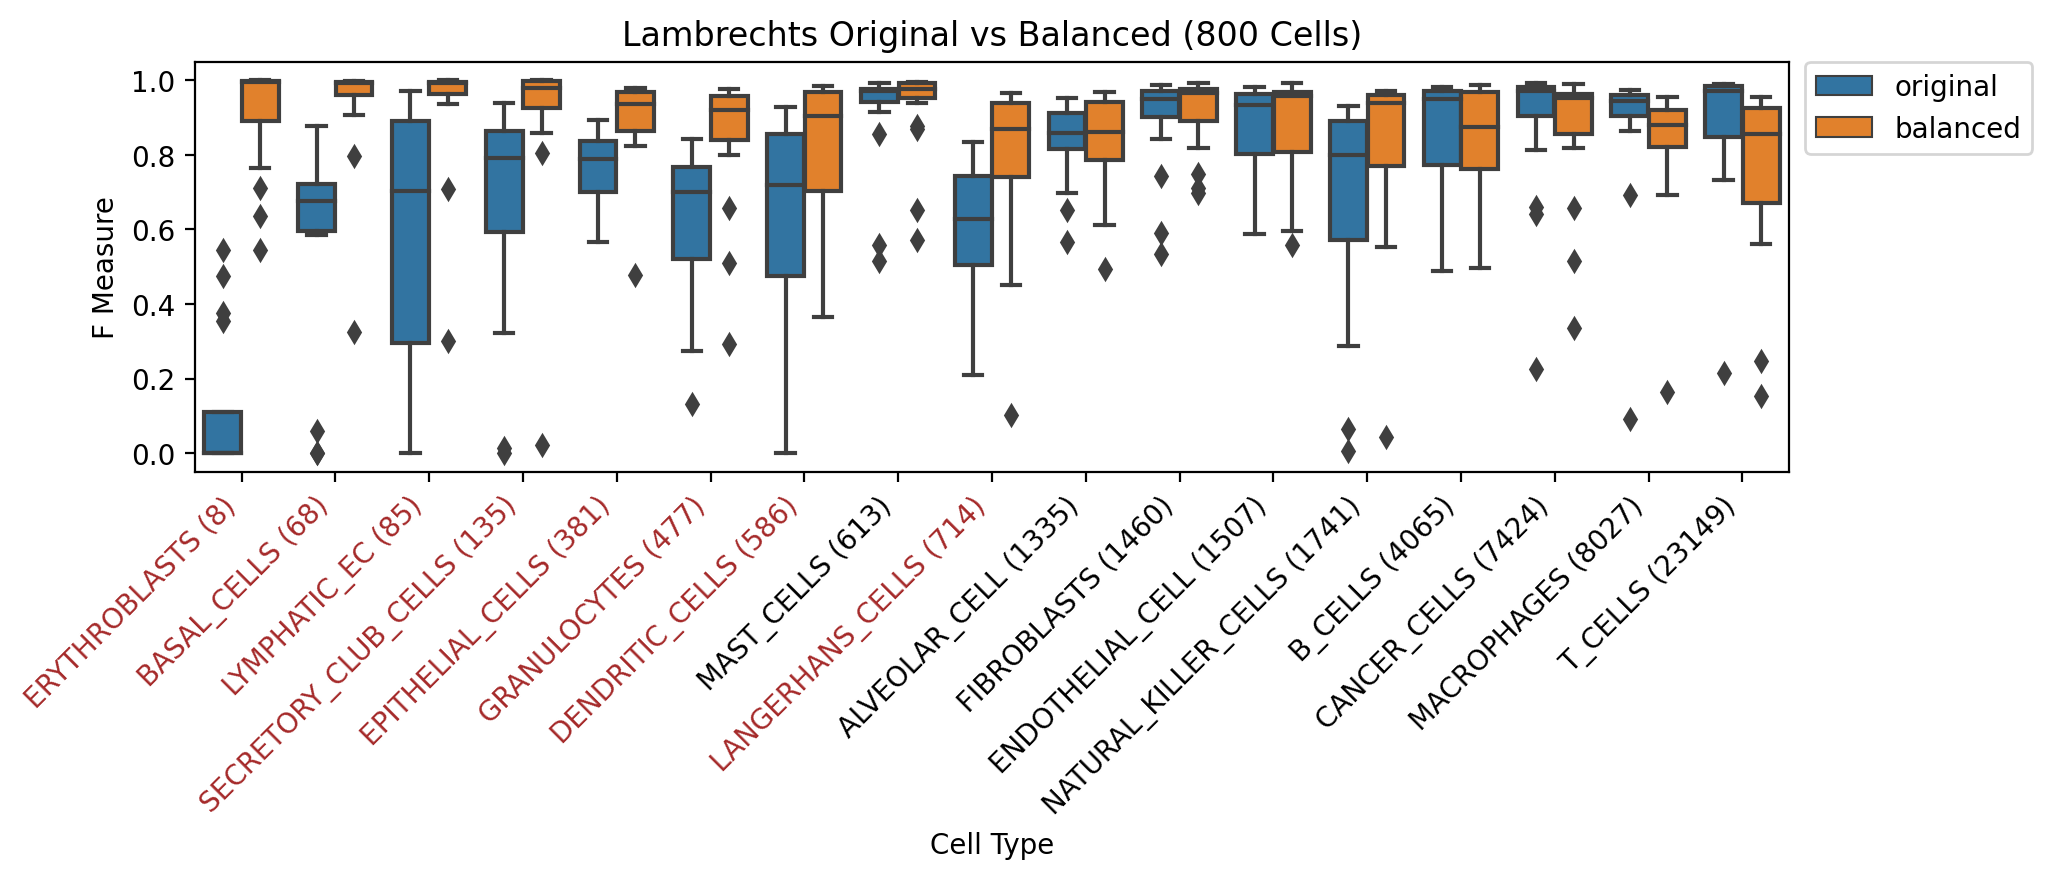 Lambrechts Original vs Balanced (800 Cells)
original
balanced
F Measure
1.0
0.8
0.6
0.4
0.2
0.0
ERYTHROBLASTS (8)
BASAL_CELLS (68)
LYMPHATIC_EC (85)
SECRETORY_CLUB_CELLS (135)
EPITHELIAL_CELLS (381)
GRANULOCYTES (477)
DENDRITIC_CELLS (586)
MAST_CELLS (613)
LANGERHANS_CELLS (714)
ALVEOLAR_CELL (1335)
FIBROBLASTS (1460)
ENDOTHELIAL_CELL (1507)
NATURAL_KILLER_CELLS (1741)
B_CELLS (4065)
CANCER_CELLS (7424)
MACROPHAGES (8027)
T_CELLS (23149)
Cell Type